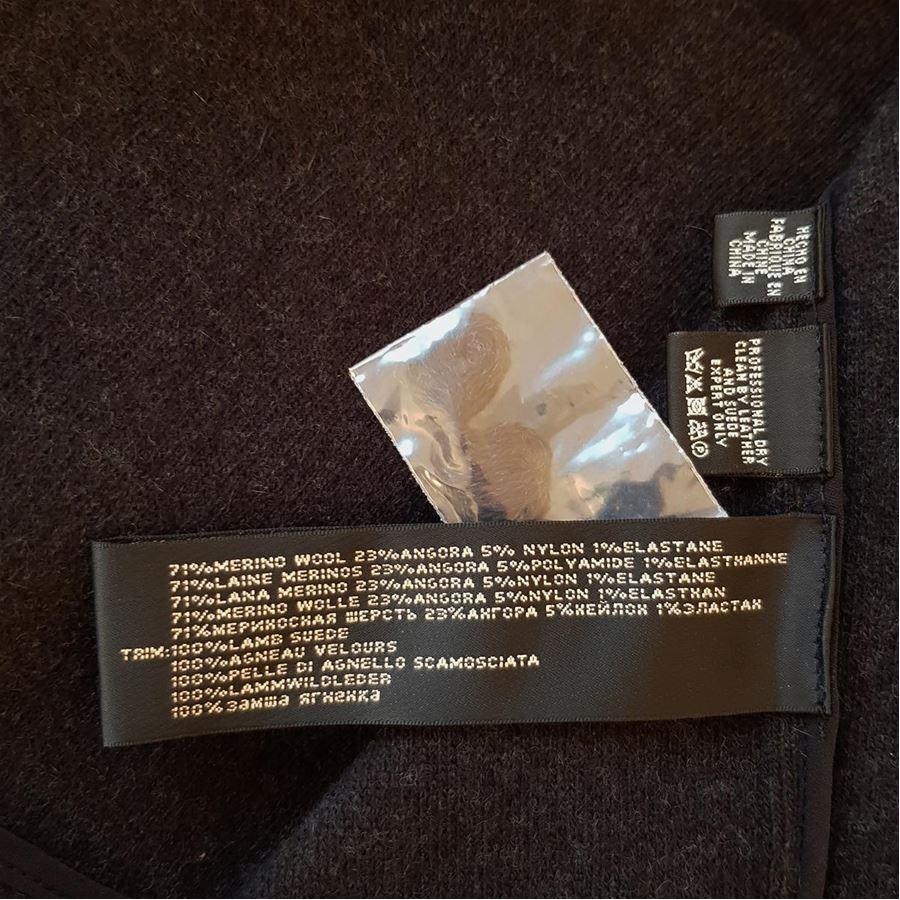 HECHO EN
CHINA
FABRIQUE EN
CHINE
MADE IN
CHINA
PROFESSIONAL DRY
CLEAN BY LEATHER
AND SUEDE
EXPERT ONLY
P
71%MERINO WOOL 23%ANGORA 5% NYLON 1%ELASTANE
71%LAINE MERINOS 23%ANGORA 5%POLYAMIDE 1%ELASTHANNE
71%LANA MERINO 23%ANGORA 5%NYLON 1%ELASTANE
71%MERINO WOLLE 23%ANGORA 5%NYLON 1%ELASTHAN
71%МЕРИНОСНАЯ ШЕРСТЬ 23%АНГОРА 5%НЕЙЛОН 1%ЭЛАСТАН
TRIM:100%LAMB SUEDE
100%AGNEAU VELOURS
100%PELLE DI AGNELLO SCAMOSCIATA
100%LAMMWILDLEDER
100%замша ягненка